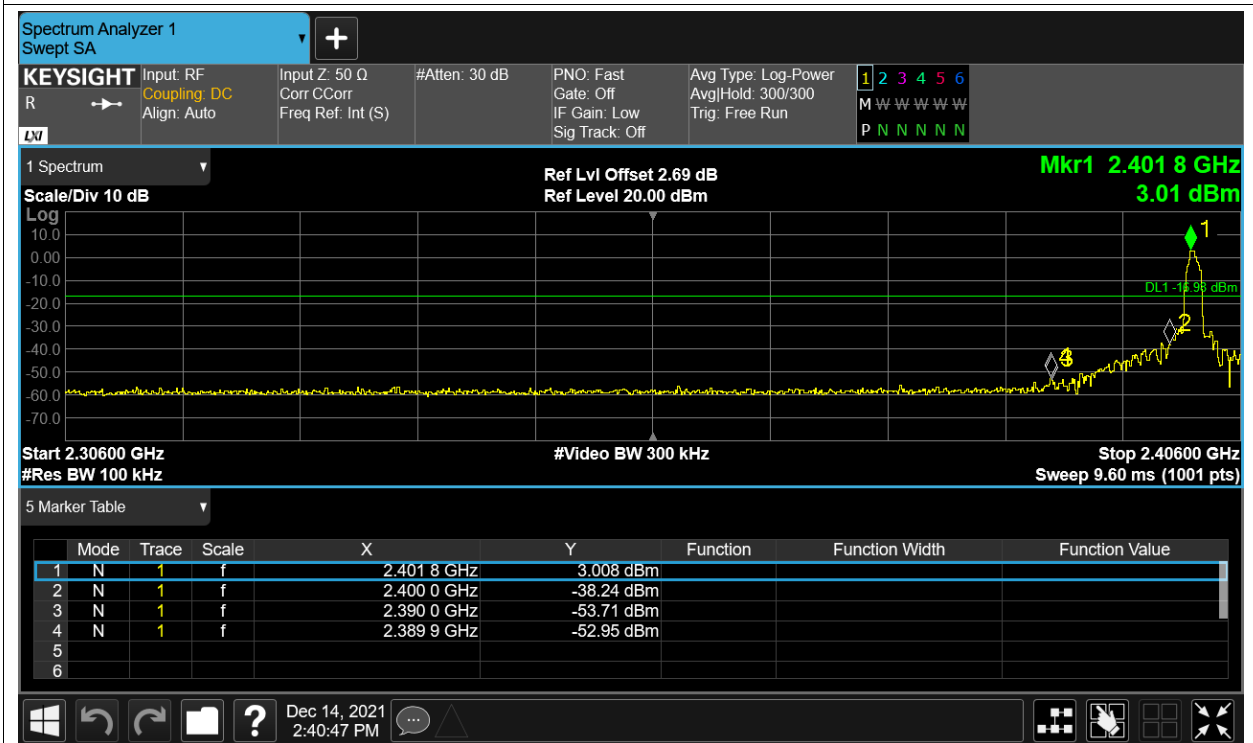 Spectrum Analyzer 1
Swept SA
KEYSIGHT Input: RF Input Z: 50 Ω #Atten: 30 dB PNO: Fast Avg Type: Log-Power 1 2 3 4 5 6
R Coupling: DC Corr CCorr Gate: Off Avg|Hold: 300/300 M W W W W W
Align: Auto Freq Ref: Int (S) IF Gain: Low Trig: Free Run
LXI Sig Track: Off P N N N N N
1 Spectrum Ref Lvl Offset 2.69 dB Mkr1 2.401 8 GHz
Scale/Div 10 dB Ref Level 20.00 dBm 3.01 dBm
Log
10.0 1
0.00
-10.0 DL1 -16.98 dBm
-20.0
-30.0 2
-40.0
-50.0
-60.0
-70.0
Start 2.30600 GHz #Video BW 300 kHz Stop 2.40600 GHz
#Res BW 100 kHz Sweep 9.60 ms (1001 pts)
5 Marker Table
Mode Trace Scale X Y Function Function Width Function Value
1 N 1 f 2.401 8 GHz 3.008 dBm
2 N 1 f 2.400 0 GHz -38.24 dBm
3 N 1 f 2.390 0 GHz -53.71 dBm
4 N 1 f 2.389 9 GHz -52.95 dBm
5
6
? Dec 14, 2021
2:40:47 PM